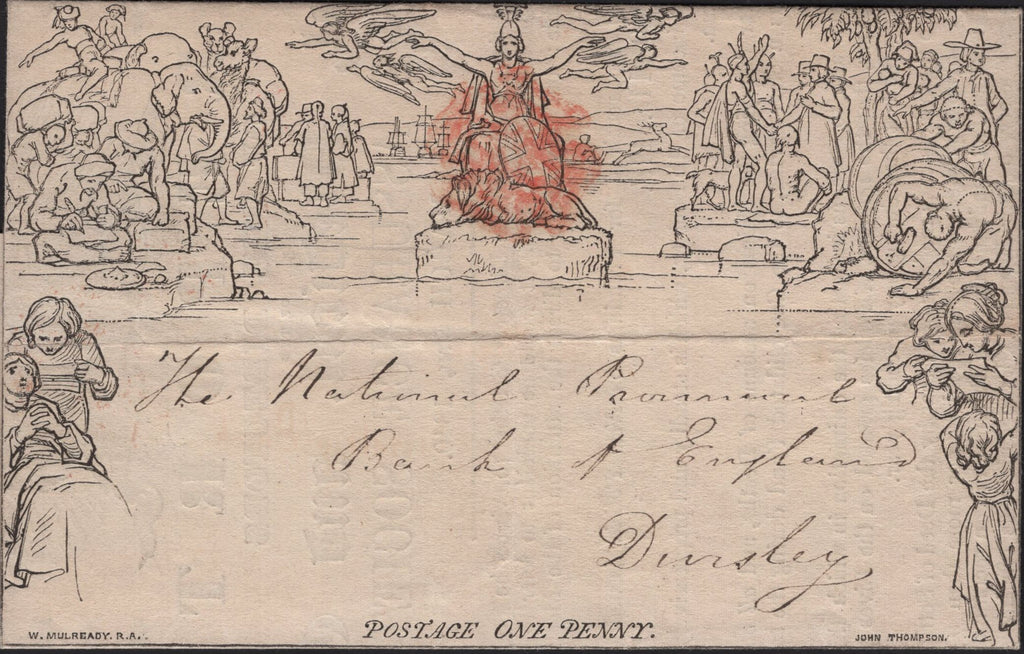 The National Provincial
Bank of England
Dursley
W. MULREADY. R.A.
POSTAGE ONE PENNY.
JOHN THOMPSON.